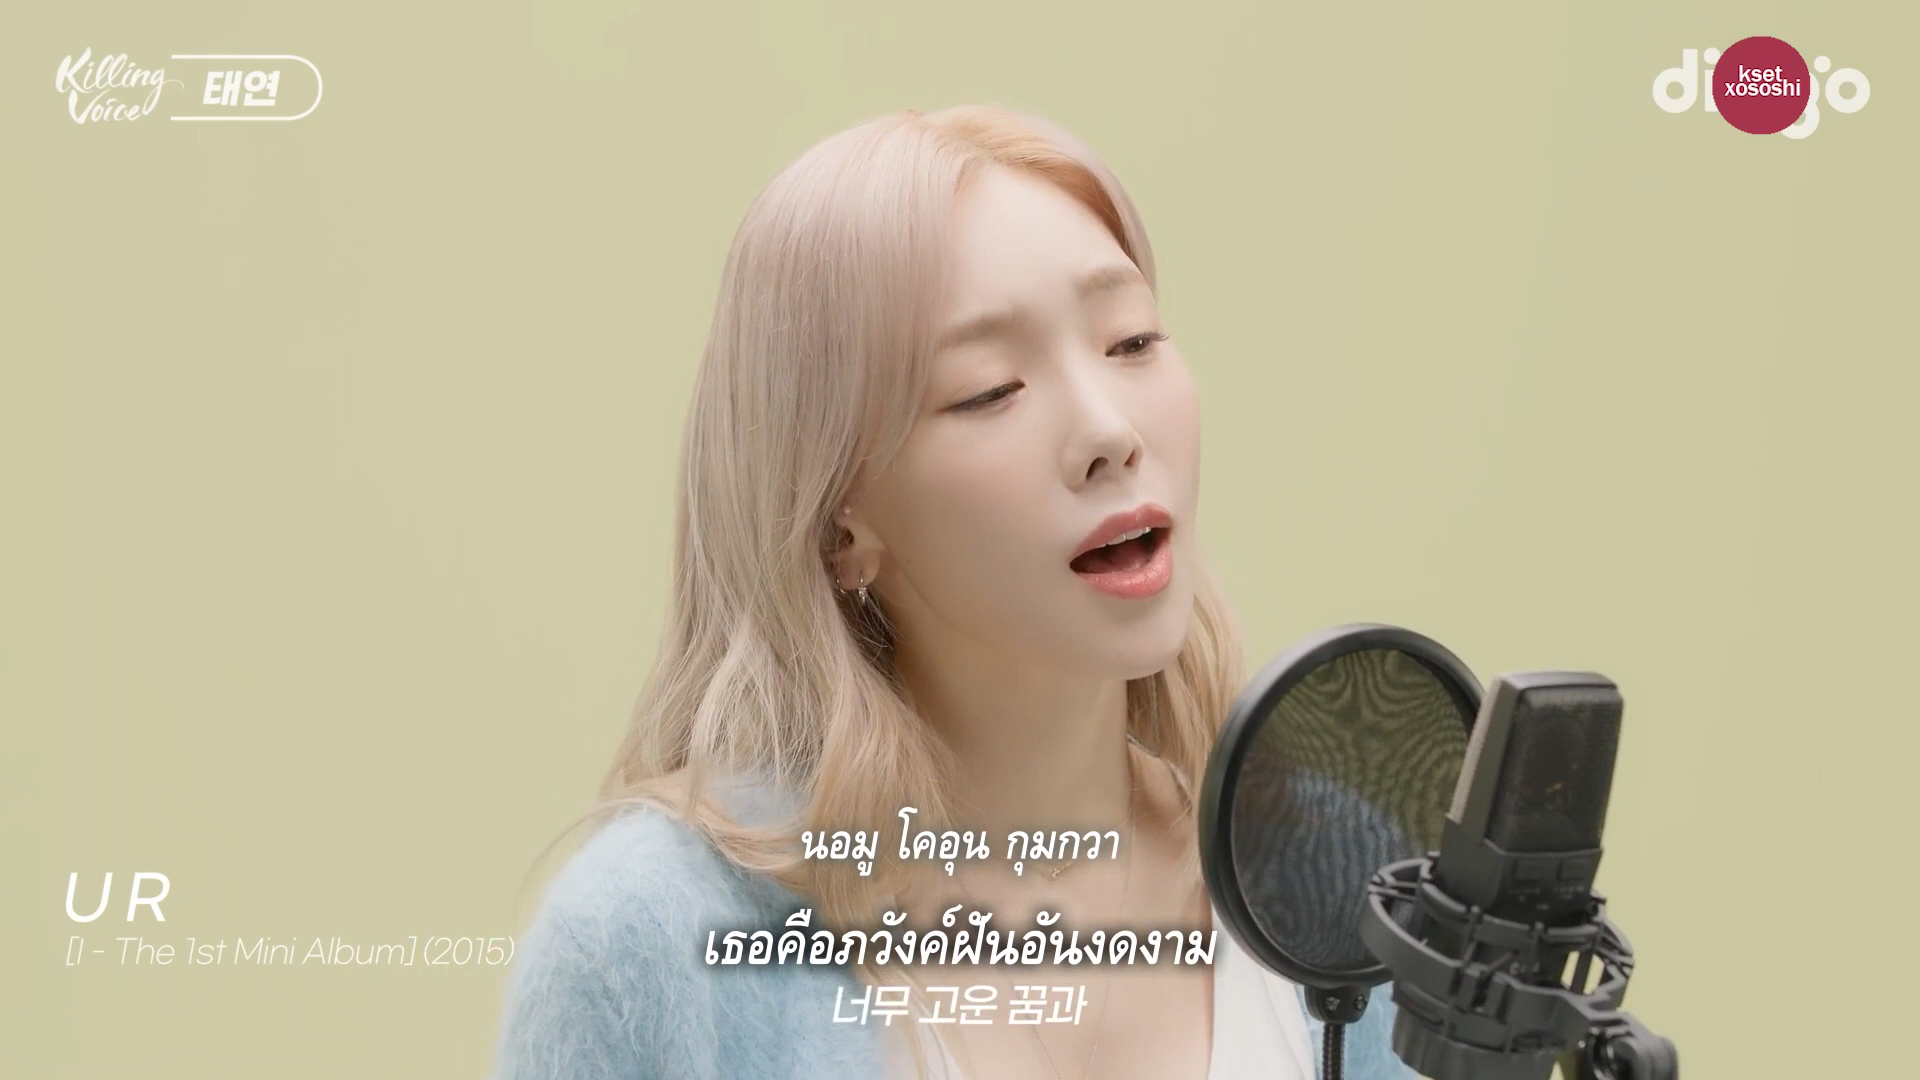 Killing
Voice
태연
kset
xososhi
นอมู โคอุน กุมกวา
U R
[I - The 1st Mini Album] (2015)
เธอคือภวังค์ฝันอันงดงาม
너무 고운 꿈과